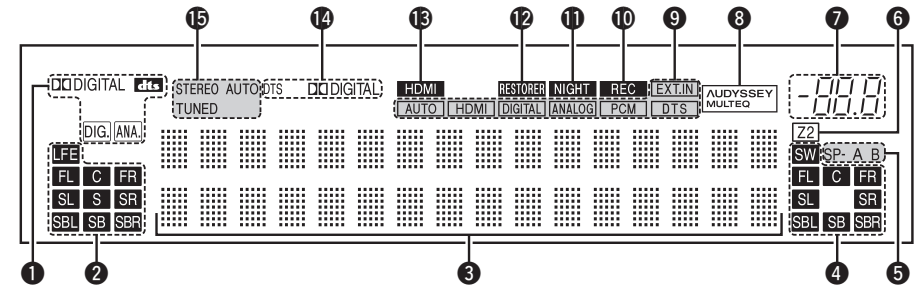 ⓯ ⓮ ⓭ ⓬ ⓫ ❿ ❾ ❽ ❼ ❻
DIGITAL dts STEREO AUTO DTS DIGITAL HDMI RESTORER NIGHT REC EXT.IN AUDYSSEY -188.8
TUNED AUTO HDMI DIGITAL ANALOG PCM DTS MULTEQ
DIG. ANA. Z2
LFE SW SP- A B
FL C FR FL C FR
SL S SR SL SR
SBL SB SBR SBL SB SBR
❶ ❷ ❸ ❹ ❺